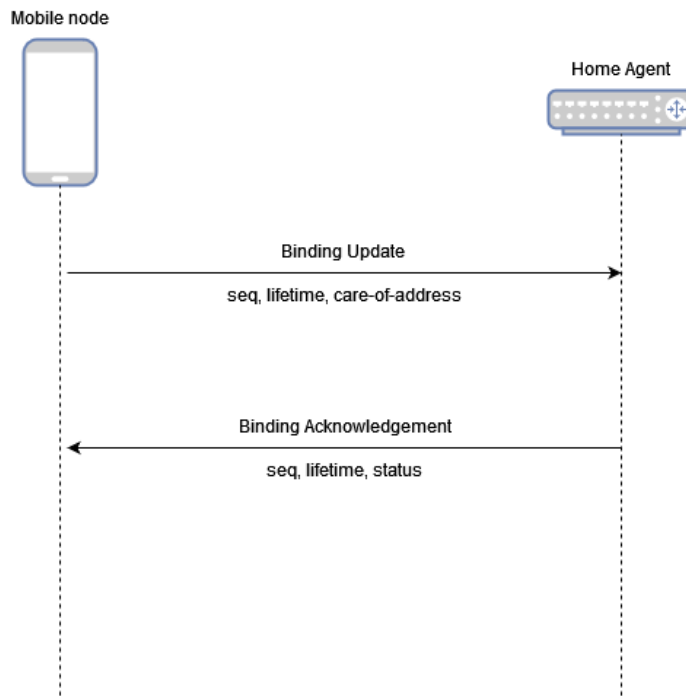 Mobile node
Home Agent
Binding Update
seq, lifetime, care-of-address
Binding Acknowledgement
seq, lifetime, status